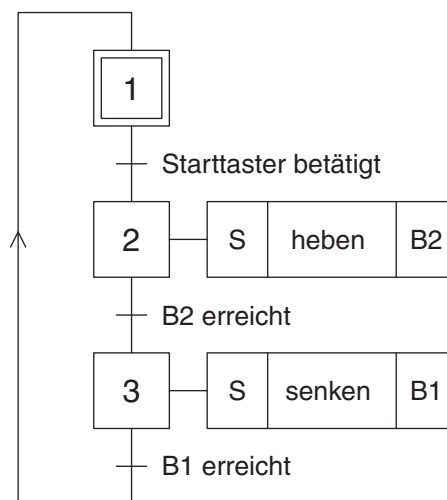 1
Starttaster betätigt
2 S heben B2
B2 erreicht
3 S senken B1
B1 erreicht